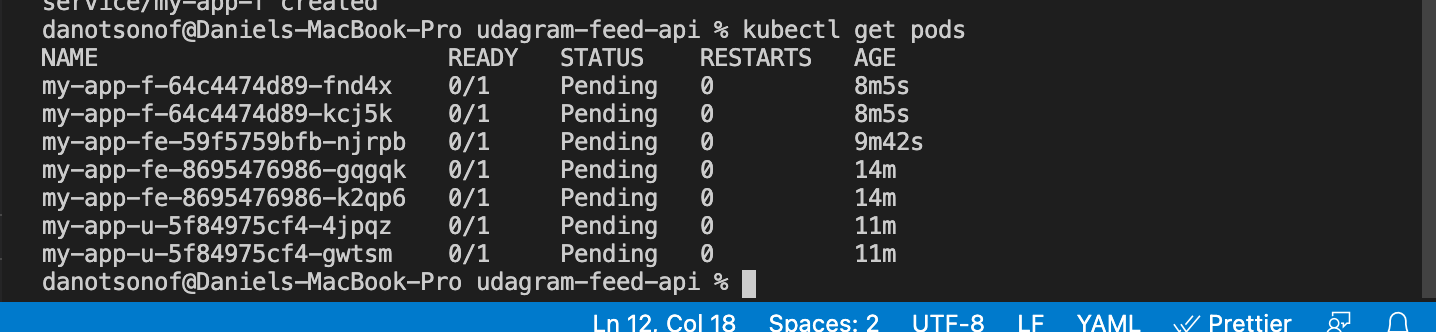 service/my-app-f created
danotsonof@Daniels-MacBook-Pro udagram-feed-api % kubectl get pods
NAME READY STATUS RESTARTS AGE
my-app-f-64c4474d89-fnd4x 0/1 Pending 0 8m5s
my-app-f-64c4474d89-kcj5k 0/1 Pending 0 8m5s
my-app-fe-59f5759bfb-njrpb 0/1 Pending 0 9m42s
my-app-fe-8695476986-gqgqk 0/1 Pending 0 14m
my-app-fe-8695476986-k2qp6 0/1 Pending 0 14m
my-app-u-5f84975cf4-4jpqz 0/1 Pending 0 11m
my-app-u-5f84975cf4-gwtsm 0/1 Pending 0 11m
danotsonof@Daniels-MacBook-Pro udagram-feed-api %
Ln 12, Col 18 Spaces: 2 UTF-8 LF YAML Prettier